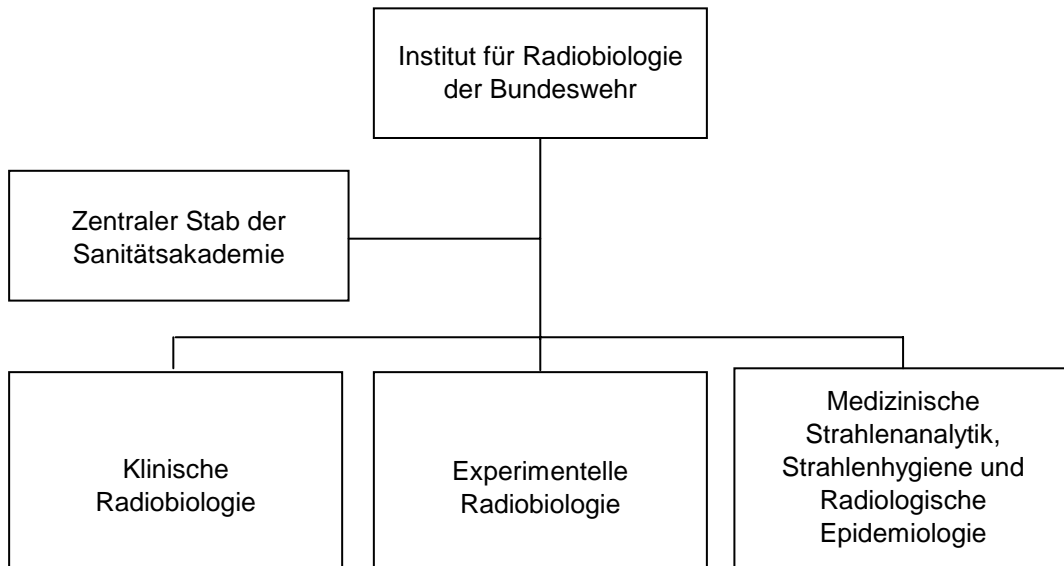 Institut für Radiobiologie
der Bundeswehr
Zentraler Stab der
Sanitätsakademie
Klinische
Radiobiologie
Experimentelle
Radiobiologie
Medizinische
Strahlenanalytik,
Strahlenhygiene und
Radiologische
Epidemiologie